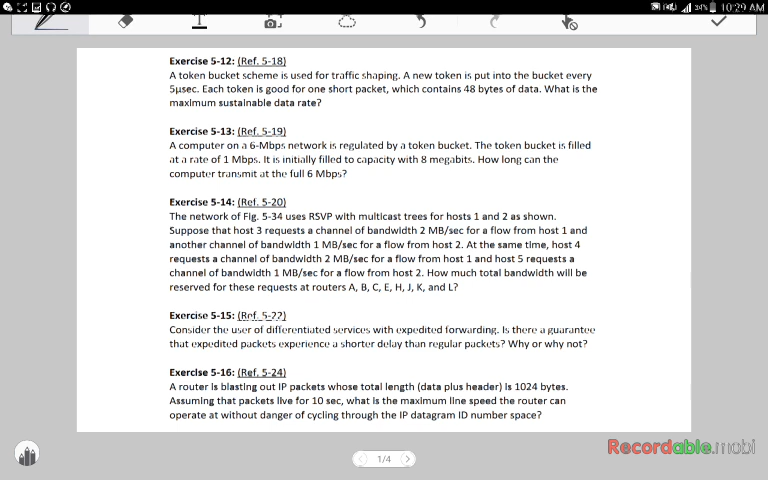 34% 10:29 AM
Exercise 5-12: (Ref. 5-18)
A token bucket scheme is used for traffic shaping. A new token is put into the bucket every
5µsec. Each token is good for one short packet, which contains 48 bytes of data. What is the
maximum sustainable data rate?
Exercise 5-13: (Ref. 5-19)
A computer on a 6-Mbps network is regulated by a token bucket. The token bucket is filled
at a rate of 1 Mbps. It is initially filled to capacity with 8 megabits. How long can the
computer transmit at the full 6 Mbps?
Exercise 5-14: (Ref. 5-20)
The network of Fig. 5-34 uses RSVP with multicast trees for hosts 1 and 2 as shown.
Suppose that host 3 requests a channel of bandwidth 2 MB/sec for a flow from host 1 and
another channel of bandwidth 1 MB/sec for a flow from host 2. At the same time, host 4
requests a channel of bandwidth 2 MB/sec for a flow from host 1 and host 5 requests a
channel of bandwidth 1 MB/sec for a flow from host 2. How much total bandwidth will be
reserved for these requests at routers A, B, C, E, H, J, K, and L?
Exercise 5-15: (Ref. 5-22)
Consider the user of differentiated services with expedited forwarding. Is there a guarantee
that expedited packets experience a shorter delay than regular packets? Why or why not?
Exercise 5-16: (Ref. 5-24)
A router is blasting out IP packets whose total length (data plus header) is 1024 bytes.
Assuming that packets live for 10 sec, what is the maximum line speed the router can
operate at without danger of cycling through the IP datagram ID number space?
1/4
Recordable.mobi